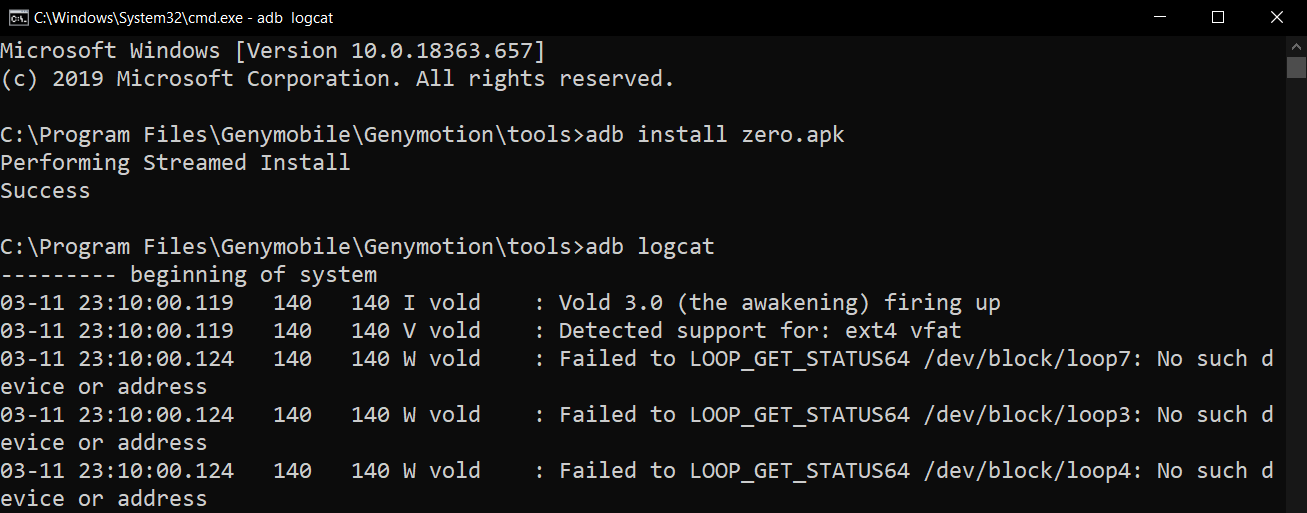 C:\Windows\System32\cmd.exe - adb  logcat
Microsoft Windows [Version 10.0.18363.657]
(c) 2019 Microsoft Corporation. All rights reserved.
C:\Program Files\Genymobile\Genymotion\tools>adb install zero.apk
Performing Streamed Install
Success
C:\Program Files\Genymobile\Genymotion\tools>adb logcat
--------- beginning of system
03-11 23:10:00.119   140   140 I vold    : Vold 3.0 (the awakening) firing up
03-11 23:10:00.119   140   140 V vold    : Detected support for: ext4 vfat
03-11 23:10:00.124   140   140 W vold    : Failed to LOOP_GET_STATUS64 /dev/block/loop7: No such d
evice or address
03-11 23:10:00.124   140   140 W vold    : Failed to LOOP_GET_STATUS64 /dev/block/loop3: No such d
evice or address
03-11 23:10:00.124   140   140 W vold    : Failed to LOOP_GET_STATUS64 /dev/block/loop4: No such d
evice or address